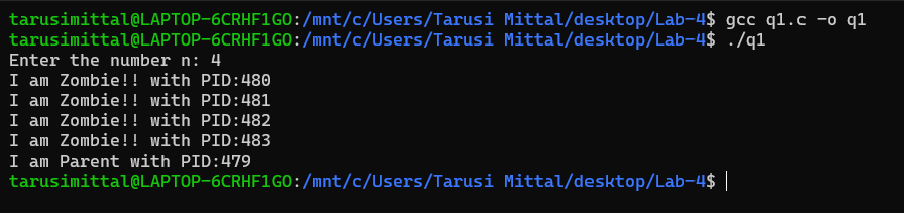 tarusimittal@LAPTOP-6CRHF1GO:/mnt/c/Users/Tarusi Mittal/desktop/Lab-4$ gcc q1.c -o q1
tarusimittal@LAPTOP-6CRHF1GO:/mnt/c/Users/Tarusi Mittal/desktop/Lab-4$ ./q1
Enter the number n: 4
I am Zombie!! with PID:480
I am Zombie!! with PID:481
I am Zombie!! with PID:482
I am Zombie!! with PID:483
I am Parent with PID:479
tarusimittal@LAPTOP-6CRHF1GO:/mnt/c/Users/Tarusi Mittal/desktop/Lab-4$